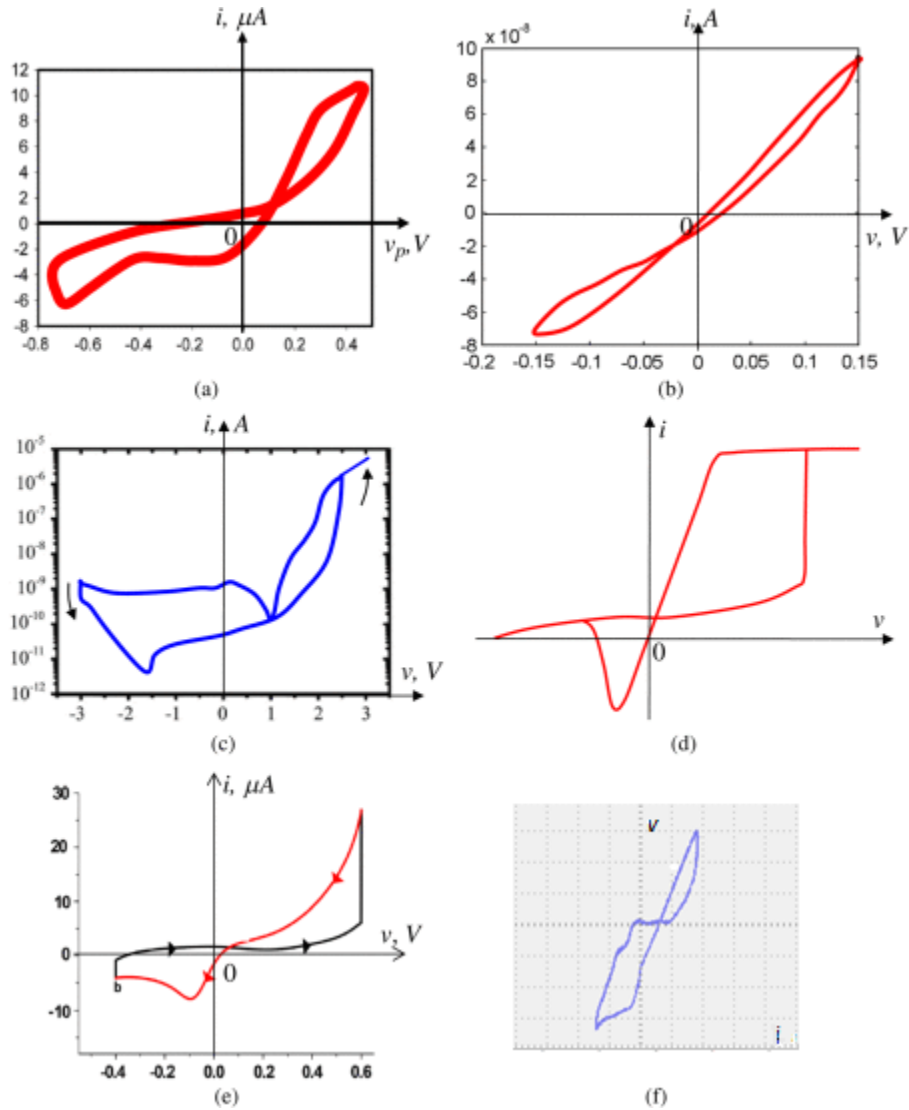 i, μA
12
10
8
6
4
2
0
-2
-4
-6
-8
0
v_p, V
-0.8 -0.6 -0.4 -0.2 0.0 0.2 0.4
(a)
i, A
x 10^-8
10
8
6
4
2
0
-2
-4
-6
-8
0
v, V
-0.2 -0.15 -0.1 -0.05 0 0.05 0.1 0.15
(b)
i, A
10^-5
10^-6
10^-7
10^-8
10^-9
10^-10
10^-11
10^-12
v, V
-3 -2 -1 0 1 2 3
(c)
i
v
0
(d)
i, μA
30
20
10
0
-10
v, V
0
b
-0.4 -0.2 0.0 0.2 0.4 0.6
(e)
v
i
(f)